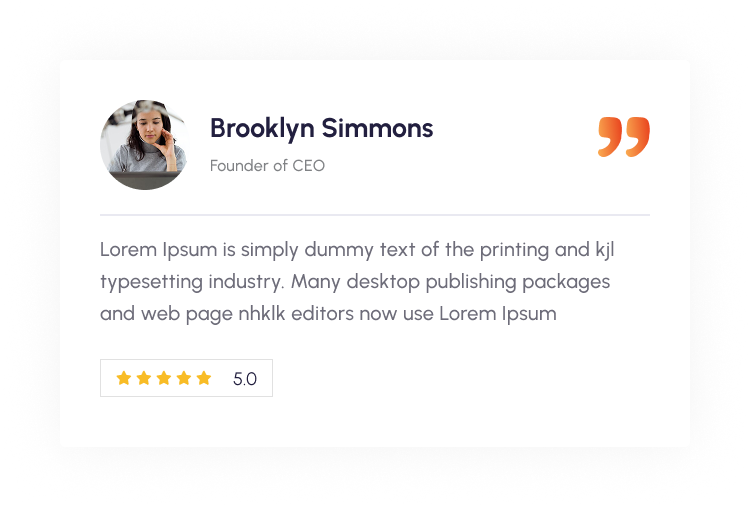 Brooklyn Simmons
Founder of CEO
Lorem Ipsum is simply dummy text of the printing and kjl
typesetting industry. Many desktop publishing packages
and web page nhklk editors now use Lorem Ipsum
5.0